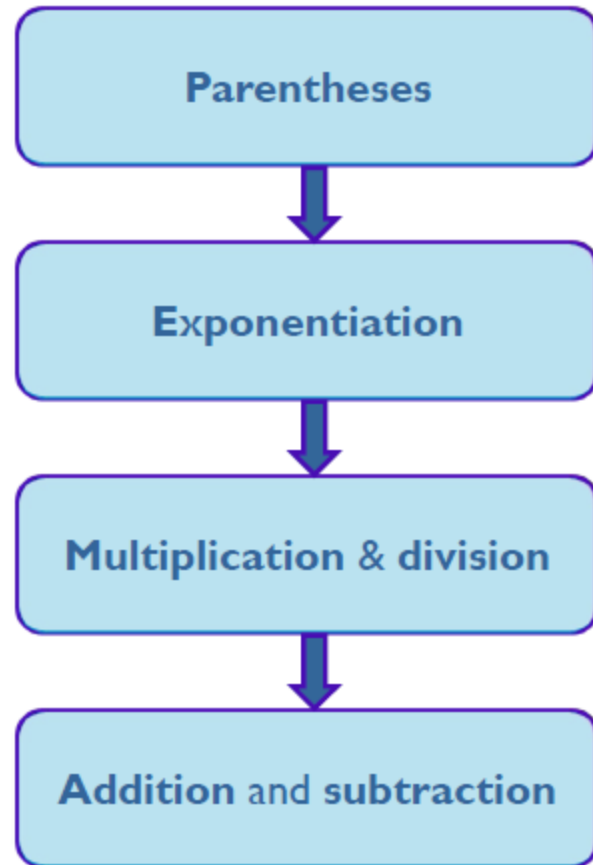 Parentheses
Exponentiation
Multiplication & division
Addition and subtraction